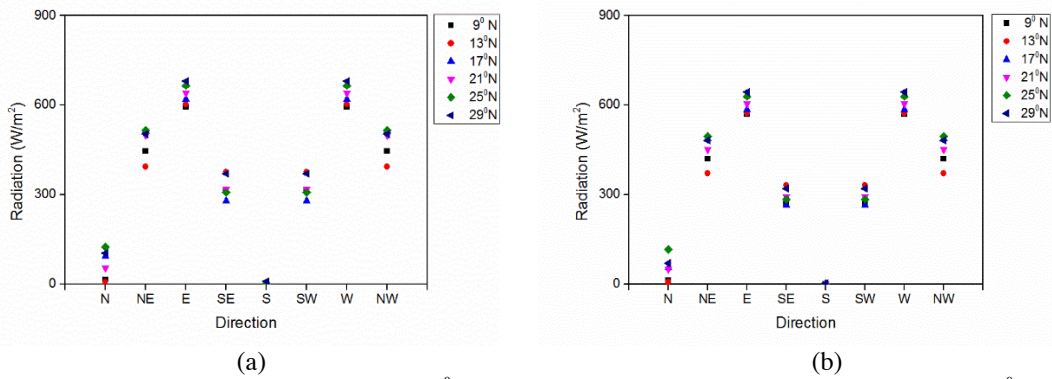 900
600
300
0
Radiation (W/m²)
N NE E SE S SW W NW
Direction
9⁰ N
13⁰N
17⁰N
21⁰N
25⁰N
29⁰N
(a)
900
600
300
0
Radiation (W/m²)
N NE E SE S SW W NW
Direction
9⁰ N
13⁰N
17⁰N
21⁰N
25⁰N
29⁰N
(b)